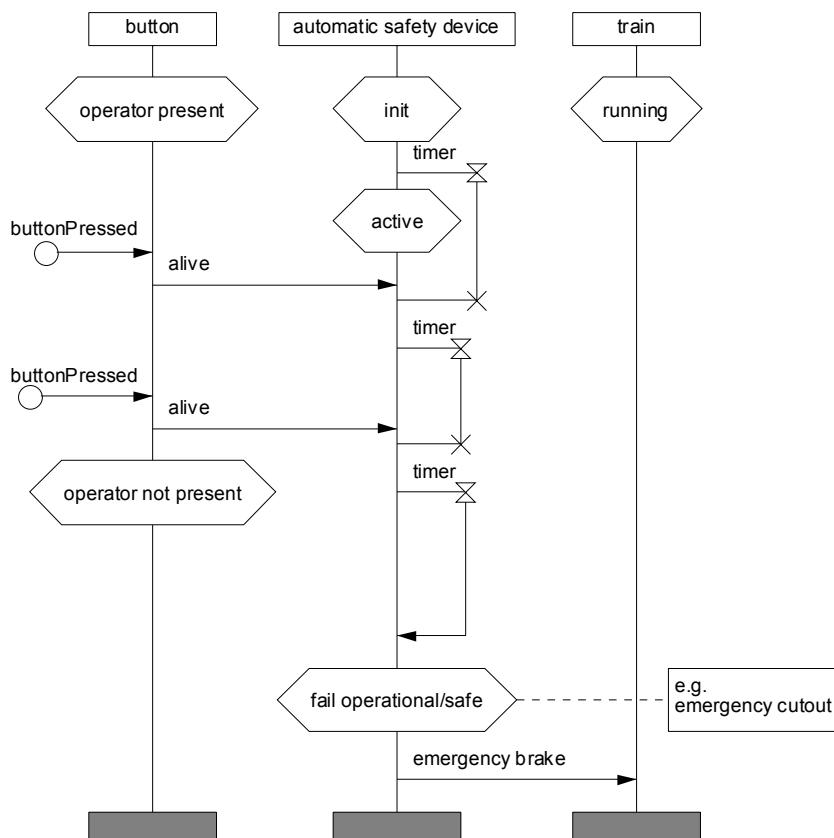 button
automatic safety device
train
operator present
init
running
timer
active
buttonPressed
alive
timer
buttonPressed
alive
timer
operator not present
fail operational/safe
e.g.
emergency cutout
emergency brake